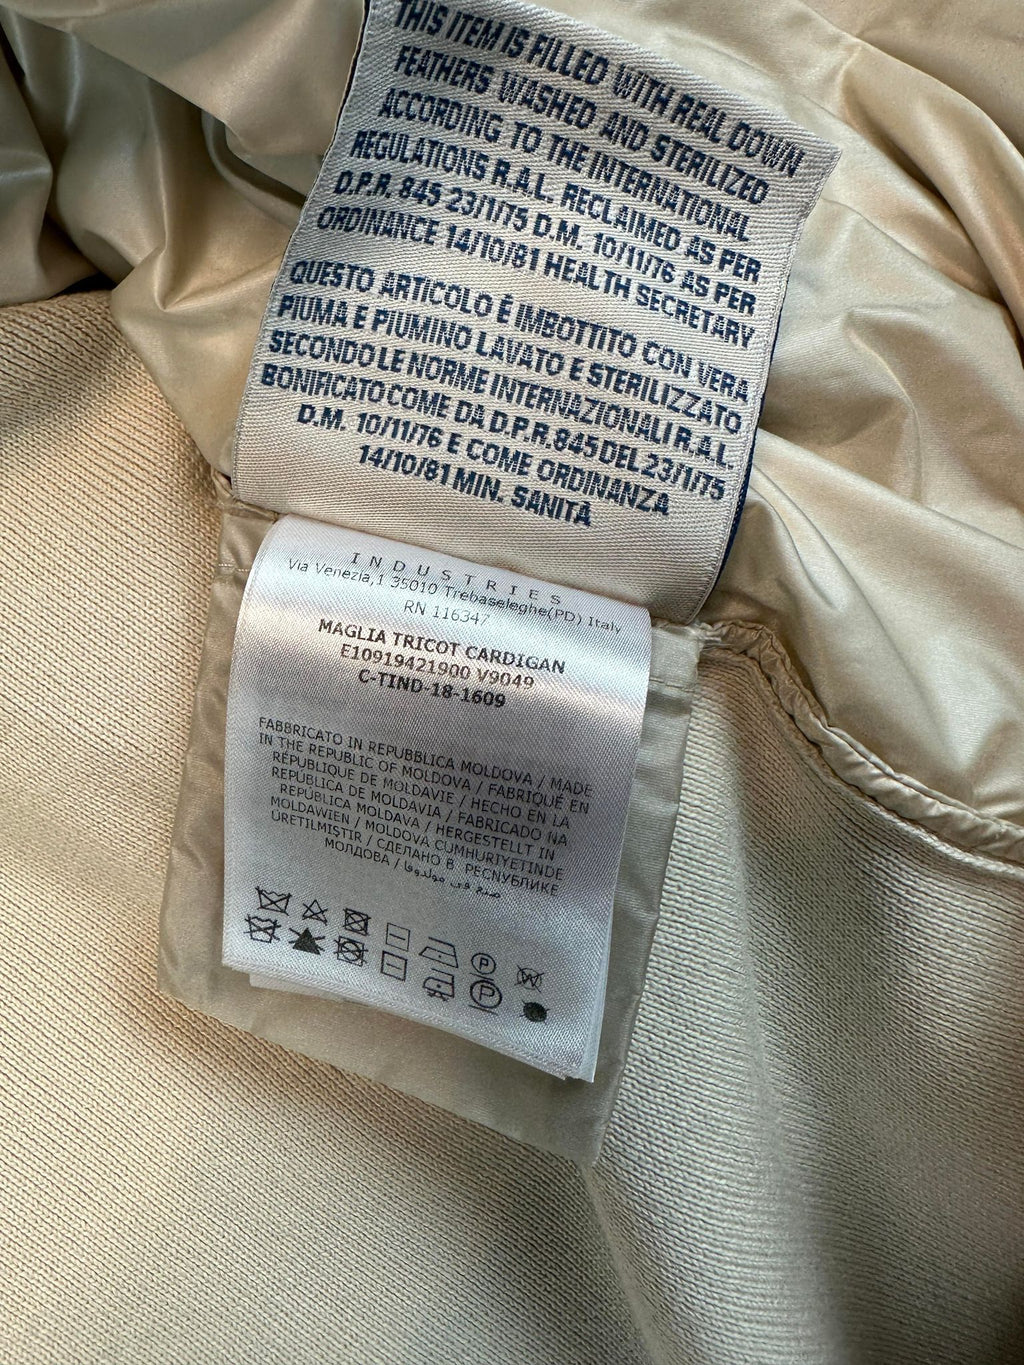 THIS ITEM IS FILLED WITH REAL DOWN
FEATHERS WASHED AND STERILIZED
ACCORDING TO THE INTERNATIONAL
REGULATIONS R.A.L. RECLAIMED AS PER
D.P.R. 845 23/1/75 D.M. 10/11/76 AS PER
ORDINANCE 14/10/81 HEALTH SECRETARY
QUESTO ARTICOLO É IMBOTTITO CON VERA
PIUMA E PIUMINO LAVATO E STERILIZZATO
SECONDO LE NORME INTERNAZIONALI R.A.L.
BONIFICATO COME DA D.P.R. 845 DEL 23/1/75
D.M. 10/11/76 E COME ORDINANZA
14/10/81 MIN. SANITÀ
INDUSTRIES
Via Venezia,1 35010 Trebaseleghe(PD) Italy
RN 116347
MAGLIA TRICOT CARDIGAN
E10919421900 V9049
C-TIND-18-1609
FABBRICATO IN REPUBBLICA MOLDOVA / MADE
IN THE REPUBLIC OF MOLDOVA / FABRIQUÉ EN
RÉPUBLIQUE DE MOLDAVIE / HECHO EN LA
REPÚBLICA DE MOLDAVIA / FABRICADO NA
REPÚBLICA MOLDAVA / HERGESTELLT IN
MOLDAWIEN / MOLDOVA CUMHURIYETINDE
ÜRETILMIŞTIR / СДЕЛАНО В РЕСПУБЛИКЕ
МОЛДОВА / صنع في مولدوفا
P
W
P